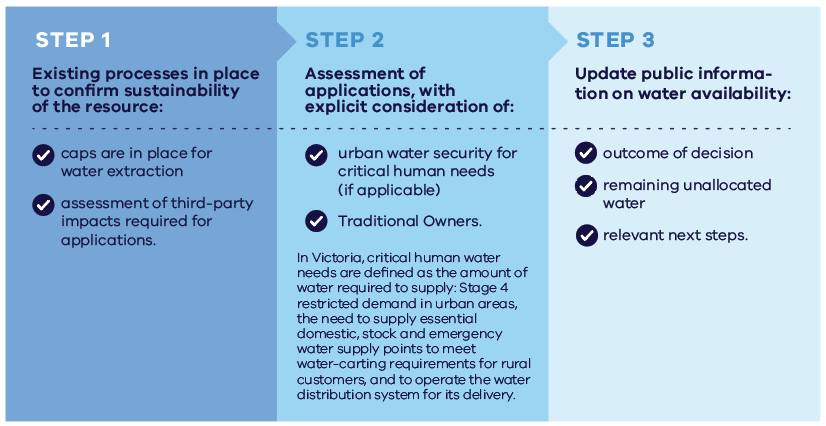 STEP 1
Existing processes in place
to confirm sustainability
of the resource:
caps are in place for
water extraction
assessment of third-party
impacts required for
applications.
STEP 2
Assessment of
applications, with
explicit consideration of:
urban water security for
critical human needs
(if applicable)
Traditional Owners.
In Victoria, critical human water
needs are defined as the amount of
water required to supply: Stage 4
restricted demand in urban areas,
the need to supply essential
domestic, stock and emergency
water supply points to meet
water-carting requirements for rural
customers, and to operate the water
distribution system for its delivery.
STEP 3
Update public informa-
tion on water availability:
outcome of decision
remaining unallocated
water
relevant next steps.